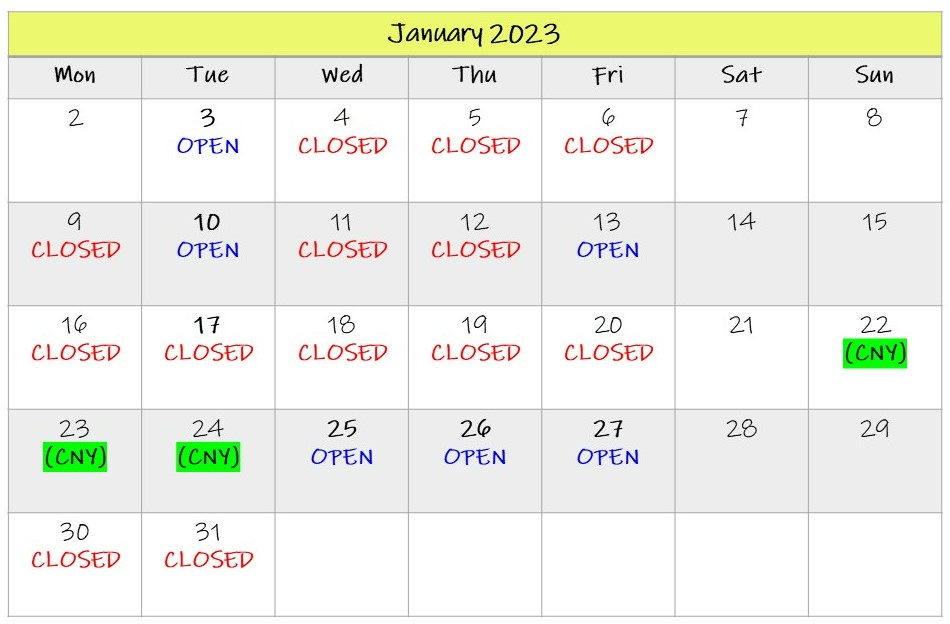 January 2023
Mon Tue Wed Thu Fri Sat Sun
2 3 4 5 6 7 8
OPEN CLOSED CLOSED CLOSED
9 10 11 12 13 14 15
CLOSED OPEN CLOSED CLOSED OPEN
16 17 18 19 20 21 22
CLOSED CLOSED CLOSED CLOSED CLOSED (CNY)
23 24 25 26 27 28 29
(CNY) (CNY) OPEN OPEN OPEN
30 31
CLOSED CLOSED